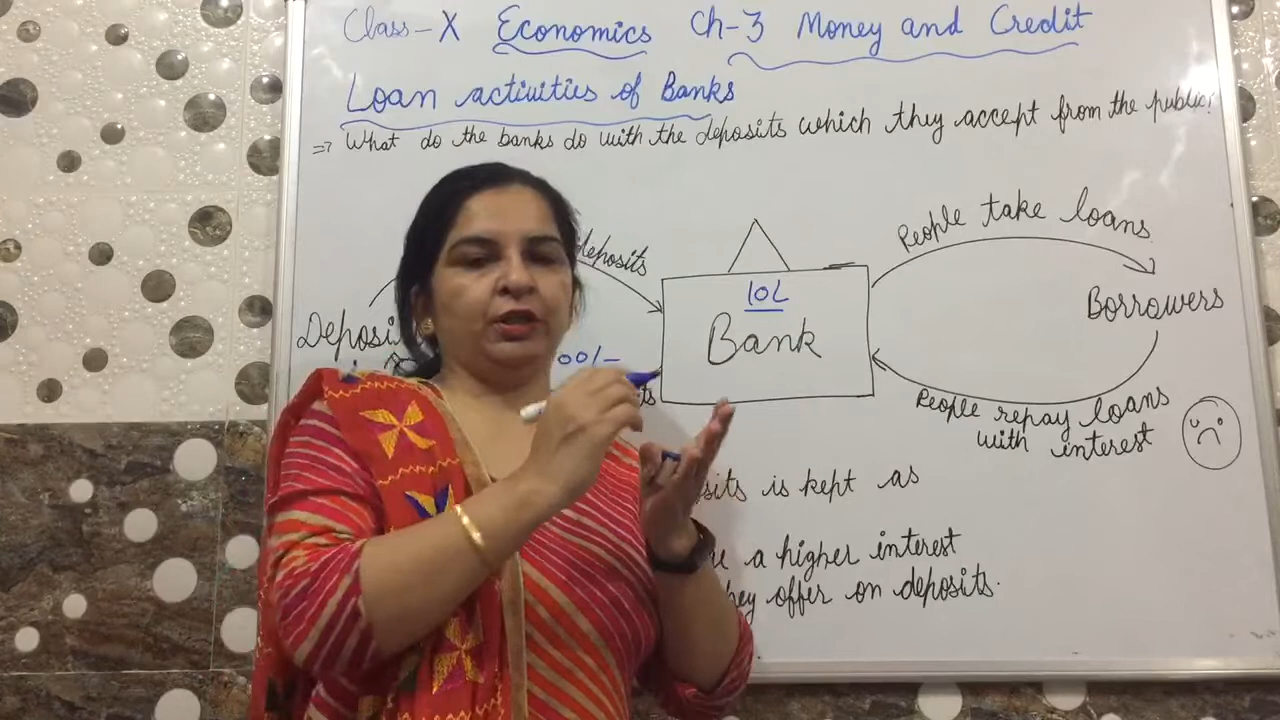 Class-X Economics Ch-3 Money and Credit
Loan activities of Banks
=> What do the banks do with the deposits which they accept from the public?
deposits
People take loans
10L
Bank
Borrowers
00/-
People repay loans
with interest
is kept as
a higher interest
offer on deposits.